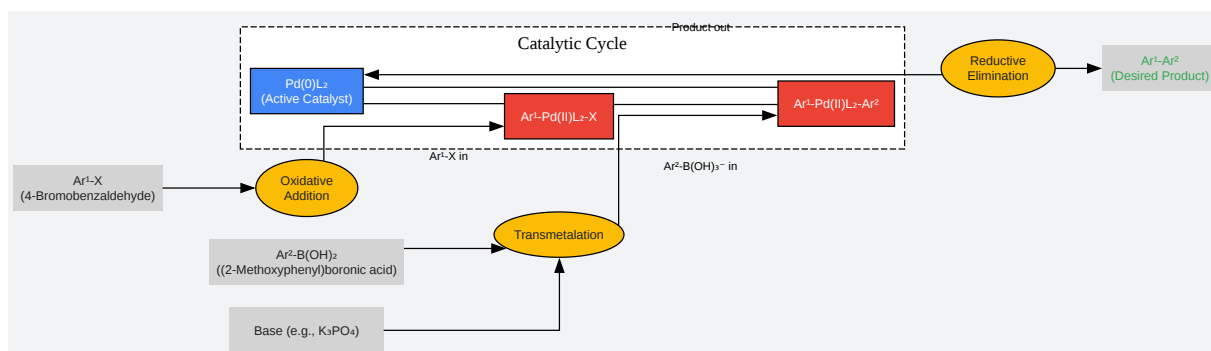 Product out
Catalytic Cycle
Pd(0)L₂
(Active Catalyst)
Ar¹-Pd(II)L₂-X
Ar¹-Pd(II)L₂-Ar²
Reductive
Elimination
Ar¹-Ar²
(Desired Product)
Ar¹-X in
Ar²-B(OH)₃⁻ in
Ar¹-X
(4-Bromobenzaldehyde)
Oxidative
Addition
Transmetalation
Ar²-B(OH)₂
((2-Methoxyphenyl)boronic acid)
Base (e.g., K₃PO₄)